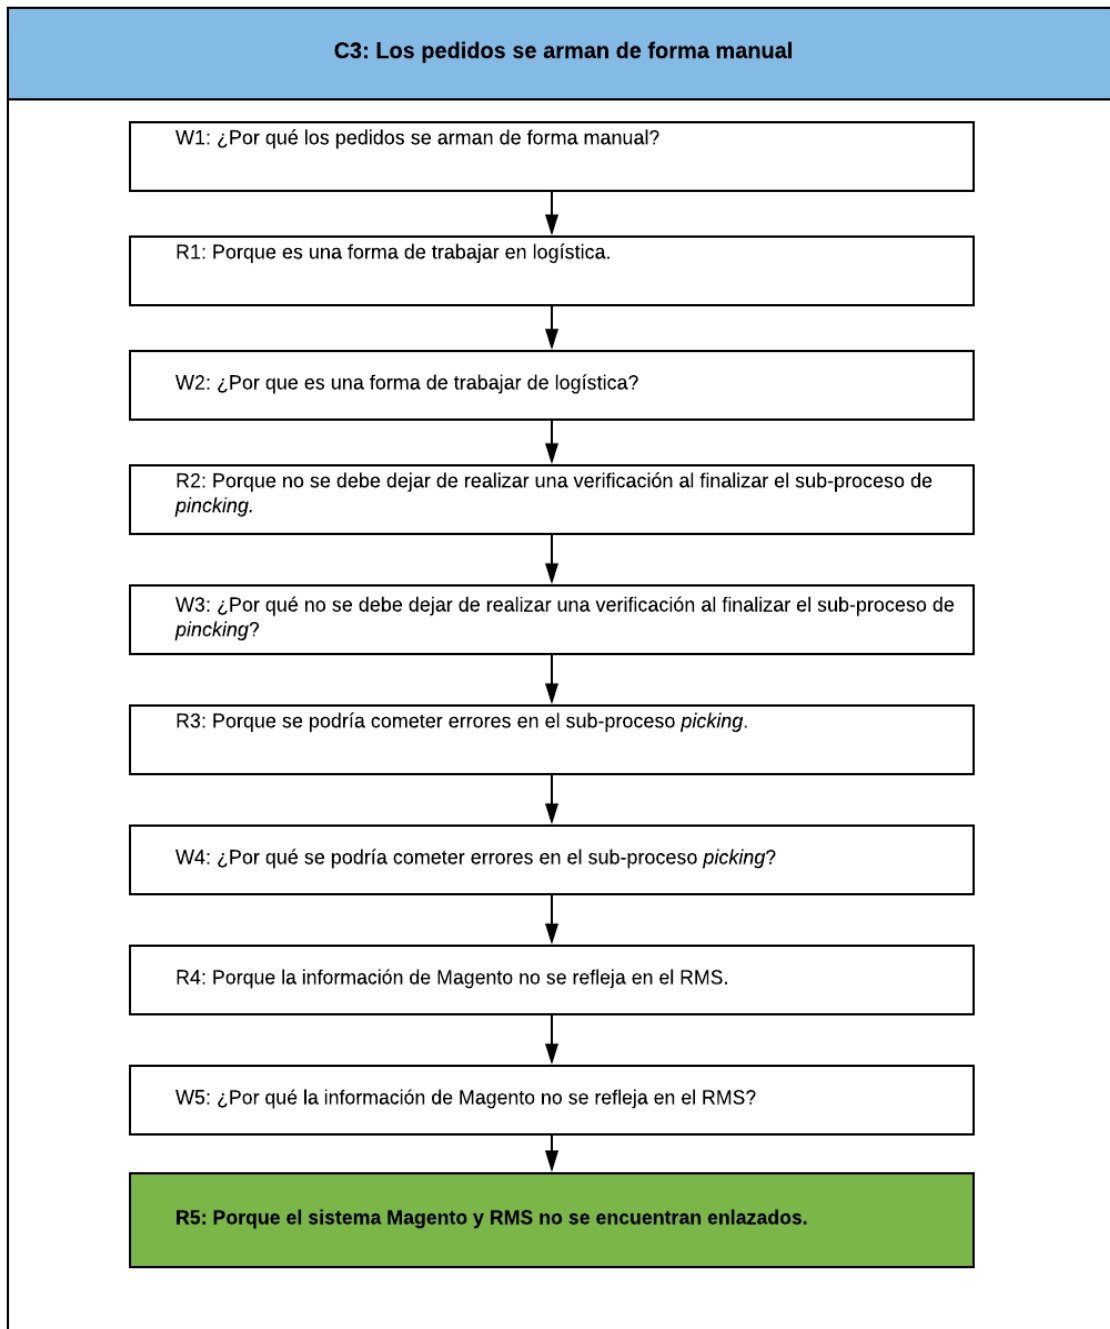 C3: Los pedidos se arman de forma manual
W1: ¿Por qué los pedidos se arman de forma manual?
R1: Porque es una forma de trabajar en logística.
W2: ¿Por que es una forma de trabajar de logística?
R2: Porque no se debe dejar de realizar una verificación al finalizar el sub-proceso de
pincking.
W3: ¿Por qué no se debe dejar de realizar una verificación al finalizar el sub-proceso de
pincking?
R3: Porque se podría cometer errores en el sub-proceso picking.
W4: ¿Por qué se podría cometer errores en el sub-proceso picking?
R4: Porque la información de Magento no se refleja en el RMS.
W5: ¿Por qué la información de Magento no se refleja en el RMS?
R5: Porque el sistema Magento y RMS no se encuentran enlazados.